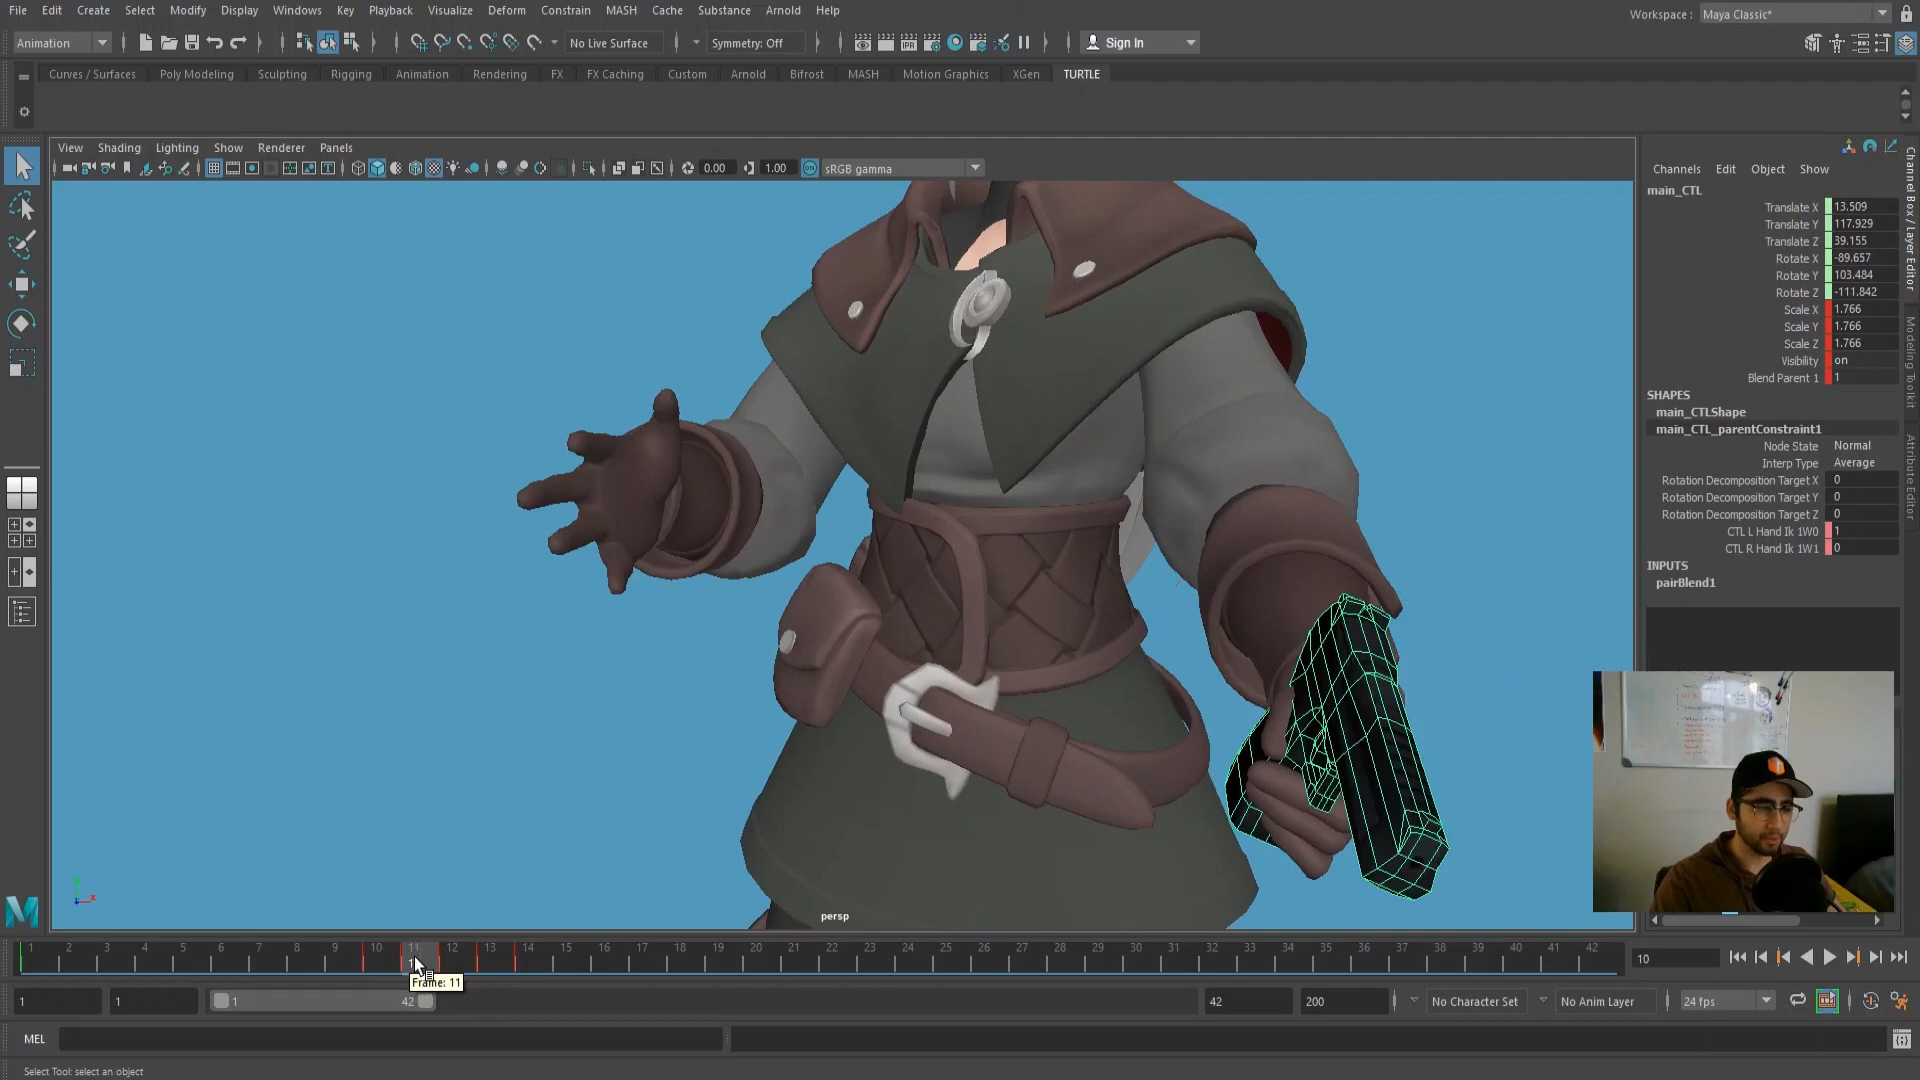 File Edit Create Select Modify Display Windows Key Playback Visualize Deform Constrain MASH Cache Substance Arnold Help
Workspace : Maya Classic*
Animation No Live Surface Symmetry: Off Sign In
Curves / Surfaces Poly Modeling Sculpting Rigging Animation Rendering FX FX Caching Custom Arnold Bifrost MASH Motion Graphics XGen TURTLE
View Shading Lighting Show Renderer Panels
0.00 1.00 sRGB gamma
Channels Edit Object Show
main_CTL
Translate X 13.509
Translate Y 117.929
Translate Z 39.155
Rotate X -89.657
Rotate Y 103.484
Rotate Z -111.842
Scale X 1.766
Scale Y 1.766
Scale Z 1.766
Visibility on
Blend Parent 1 1
SHAPES
main_CTLShape
main_CTL_parentConstraint1
Node State Normal
Interp Type Average
Rotation Decomposition Target X 0
Rotation Decomposition Target Y 0
Rotation Decomposition Target Z 0
CTL L Hand Ik 1W0 1
CTL R Hand Ik 1W1 0
INPUTS
pairBlend1
Channel Box / Layer Editor
Modeling Toolkit
Attribute Editor
persp
1 2 3 4 5 6 7 8 9 10 11 12 13 14 15 16 17 18 19 20 21 22 23 24 25 26 27 28 29 30 31 32 33 34 35 36 37 38 39 40 41 42
10
Frame: 11
1 1 1 42 42 200 No Character Set No Anim Layer 24 fps
MEL
Select Tool: select an object